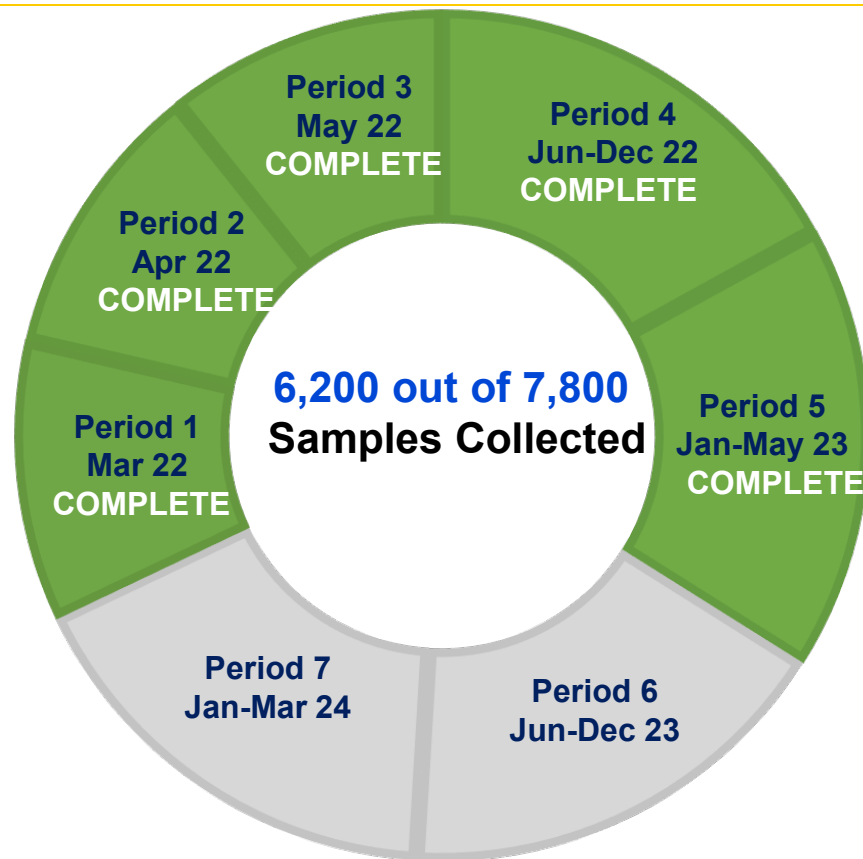 Period 3
May 22
COMPLETE
Period 4
Jun-Dec 22
COMPLETE
Period 2
Apr 22
COMPLETE
6,200 out of 7,800
Samples Collected
Period 1
Mar 22
COMPLETE
Period 5
Jan-May 23
COMPLETE
Period 7
Jan-Mar 24
Period 6
Jun-Dec 23